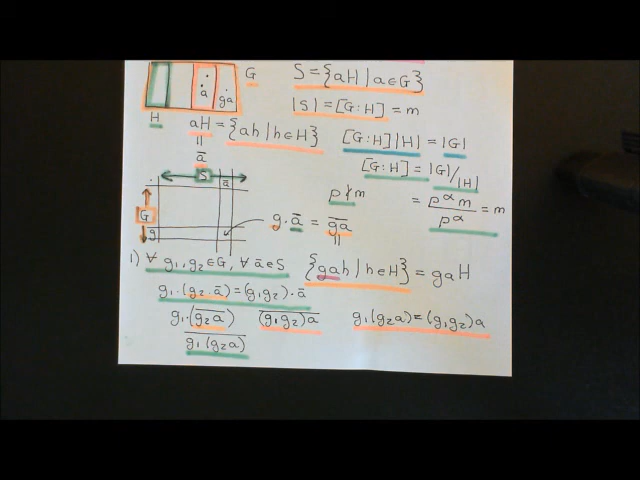 G S = {aH | a ∈ G}
a ga |S| = [G:H] = m
H aH = {ah | h ∈ H} [G:H]|H| = |G|
||
ā [G:H] = |G|/|H|
S ā p ∤ m = p^α m / p^α = m
G g · ā = \overline{ga}
g ||
1) ∀ g₁, g₂ ∈ G, ∀ ā ∈ S {gah | h ∈ H} = gaH
g₁·(g₂·ā) = (g₁g₂)·ā
g₁·(\overline{g₂a}) \overline{(g₁g₂)a} g₁(g₂a) = (g₁g₂)a
\overline{g₁(g₂a)}